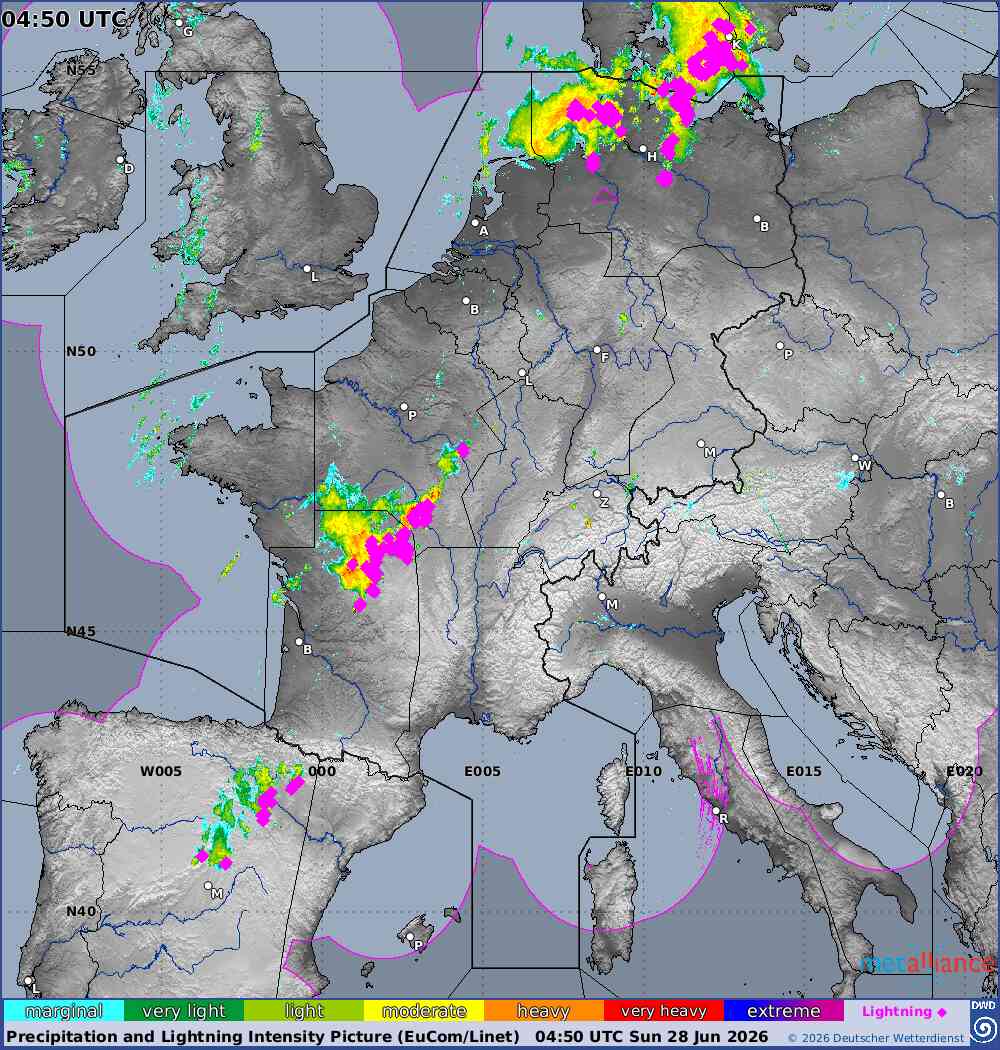 04:50 UTC
G
K
N55
D
H
A
B
L
B
N50
F
P
L
P
M
W
B
Z
M
N45
B
W005
000
E005
E010
E015
E020
R
M
N40
P
L
metalliance
marginal very light light moderate heavy very heavy extreme Lightning
DWD
Precipitation and Lightning Intensity Picture (EuCom/Linet) 04:50 UTC Sun 28 Jun 2026 © 2026 Deutscher Wetterdienst